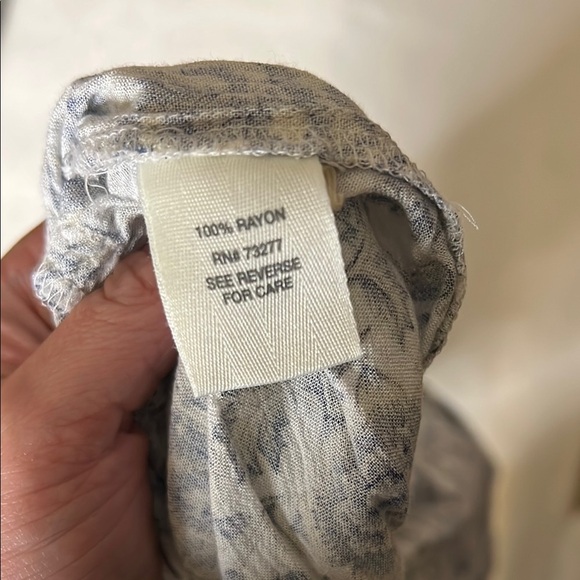 100% RAYON
RN# 73277
SEE REVERSE
FOR CARE